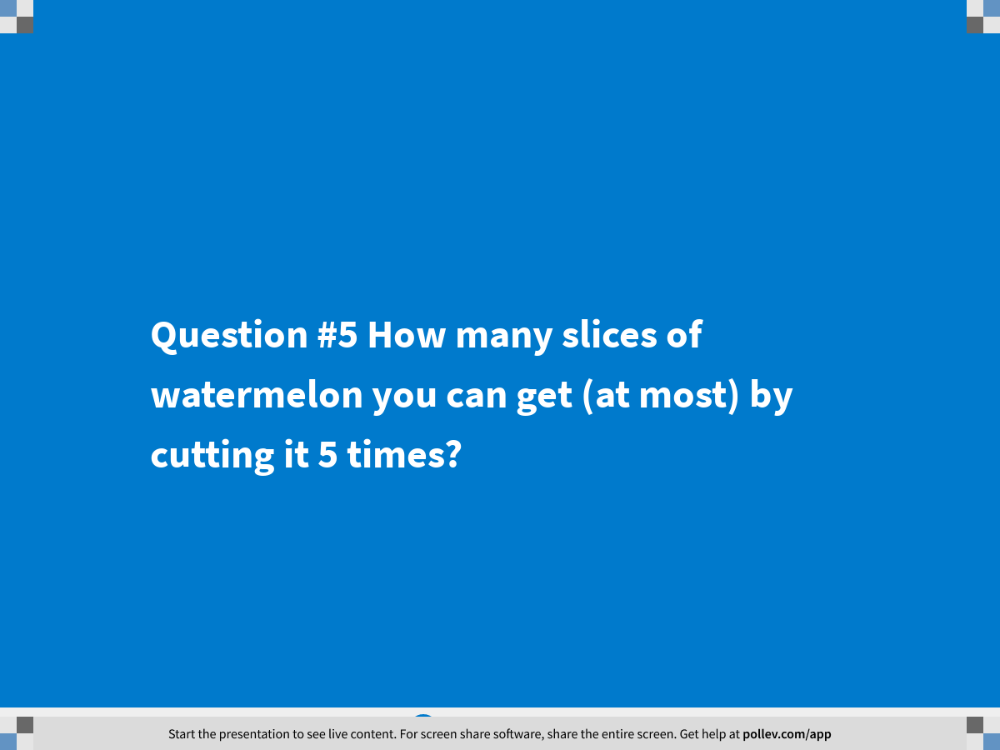 Question #5 How many slices of
watermelon you can get (at most) by
cutting it 5 times?
Start the presentation to see live content. For screen share software, share the entire screen. Get help at pollev.com/app